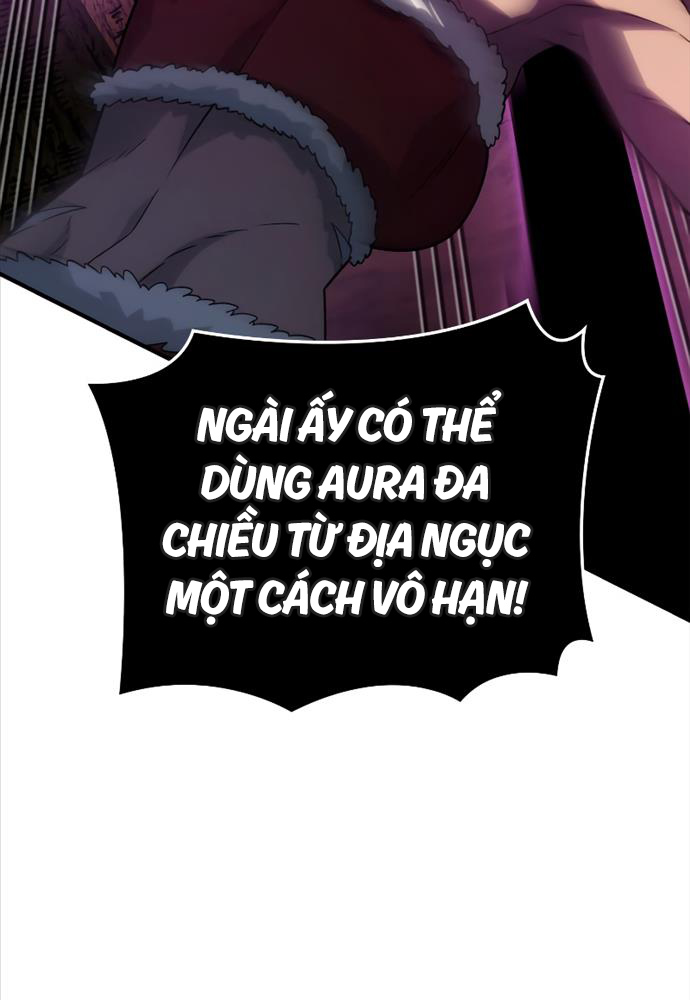 NGÀI ẤY CÓ THỂ
DÙNG AURA ĐA
CHIỀU TỪ ĐỊA NGỤC
MỘT CÁCH VÔ HẠN!